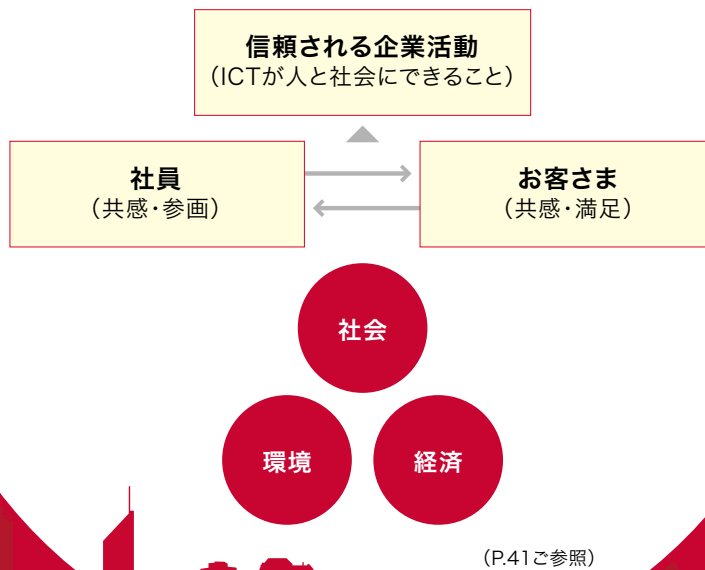 信頼される企業活動
（ICTが人と社会にできること）
社員
（共感・参画）
お客さま
（共感・満足）
社会
環境
経済
（P.41ご参照）